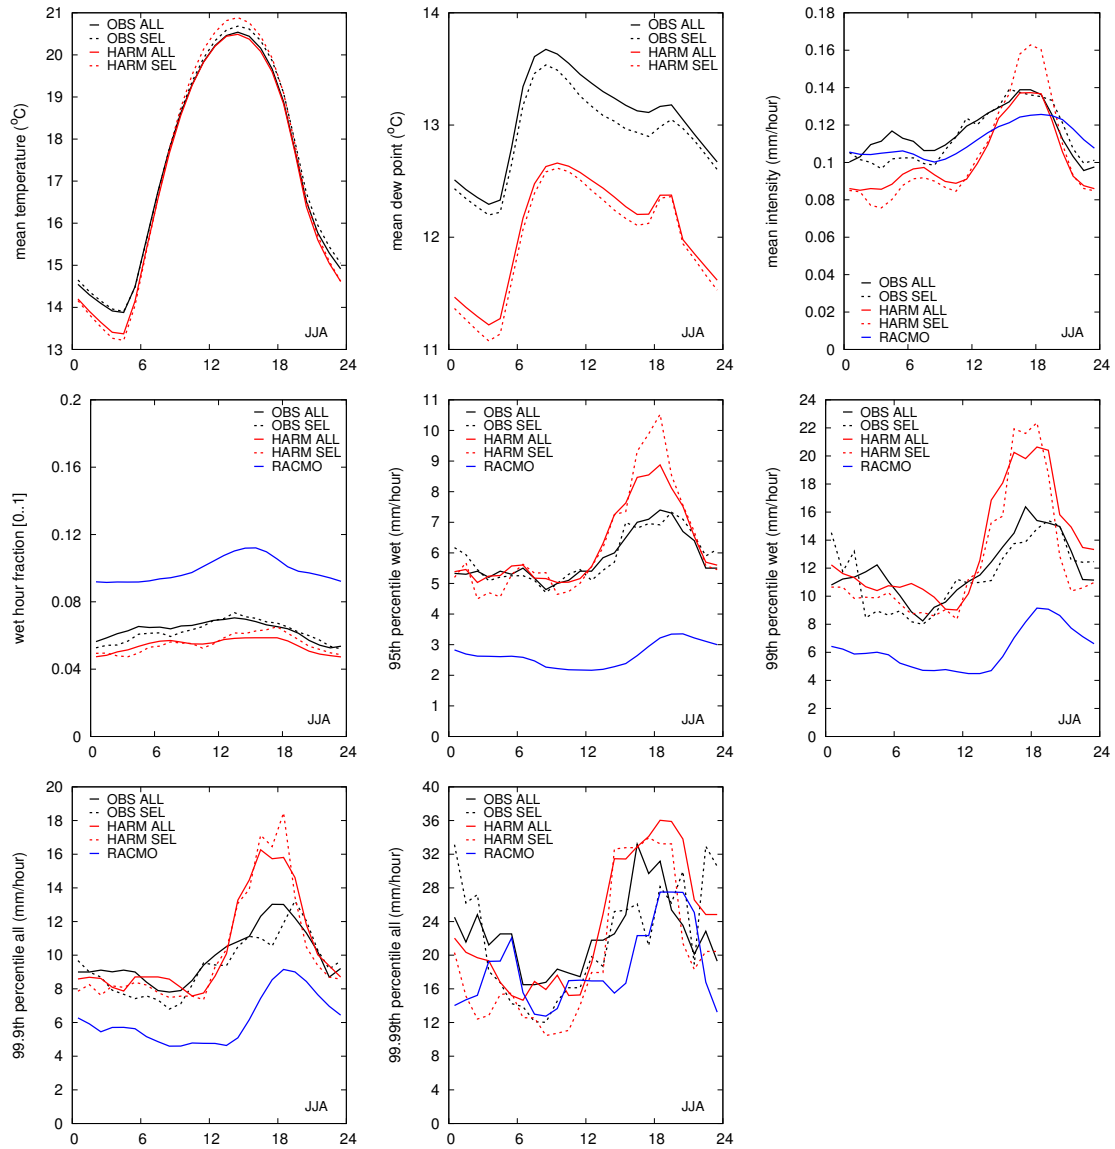 mean temperature (°C)
21
20
19
18
17
16
15
14
13
OBS ALL
OBS SEL
HARM ALL
HARM SEL
JJA
0 6 12 18 24
mean dew point (°C)
14
13
12
11
OBS ALL
OBS SEL
HARM ALL
HARM SEL
JJA
0 6 12 18 24
mean intensity (mm/hour)
0.18
0.16
0.14
0.12
0.1
0.08
0.06
0.04
0.02
0
OBS ALL
OBS SEL
HARM ALL
HARM SEL
RACMO
JJA
0 6 12 18 24
wet hour fraction [0..1]
0.2
0.16
0.12
0.08
0.04
0
OBS ALL
OBS SEL
HARM ALL
HARM SEL
RACMO
JJA
0 6 12 18 24
95th percentile wet (mm/hour)
11
10
9
8
7
6
5
4
3
2
1
0
OBS ALL
OBS SEL
HARM ALL
HARM SEL
RACMO
JJA
0 6 12 18 24
99th percentile wet (mm/hour)
24
22
20
18
16
14
12
10
8
6
4
2
0
OBS ALL
OBS SEL
HARM ALL
HARM SEL
RACMO
JJA
0 6 12 18 24
99.9th percentile all (mm/hour)
20
18
16
14
12
10
8
6
4
2
0
OBS ALL
OBS SEL
HARM ALL
HARM SEL
RACMO
JJA
0 6 12 18 24
99.99th percentile all (mm/hour)
40
36
32
28
24
20
16
12
8
4
0
OBS ALL
OBS SEL
HARM ALL
HARM SEL
RACMO
JJA
0 6 12 18 24